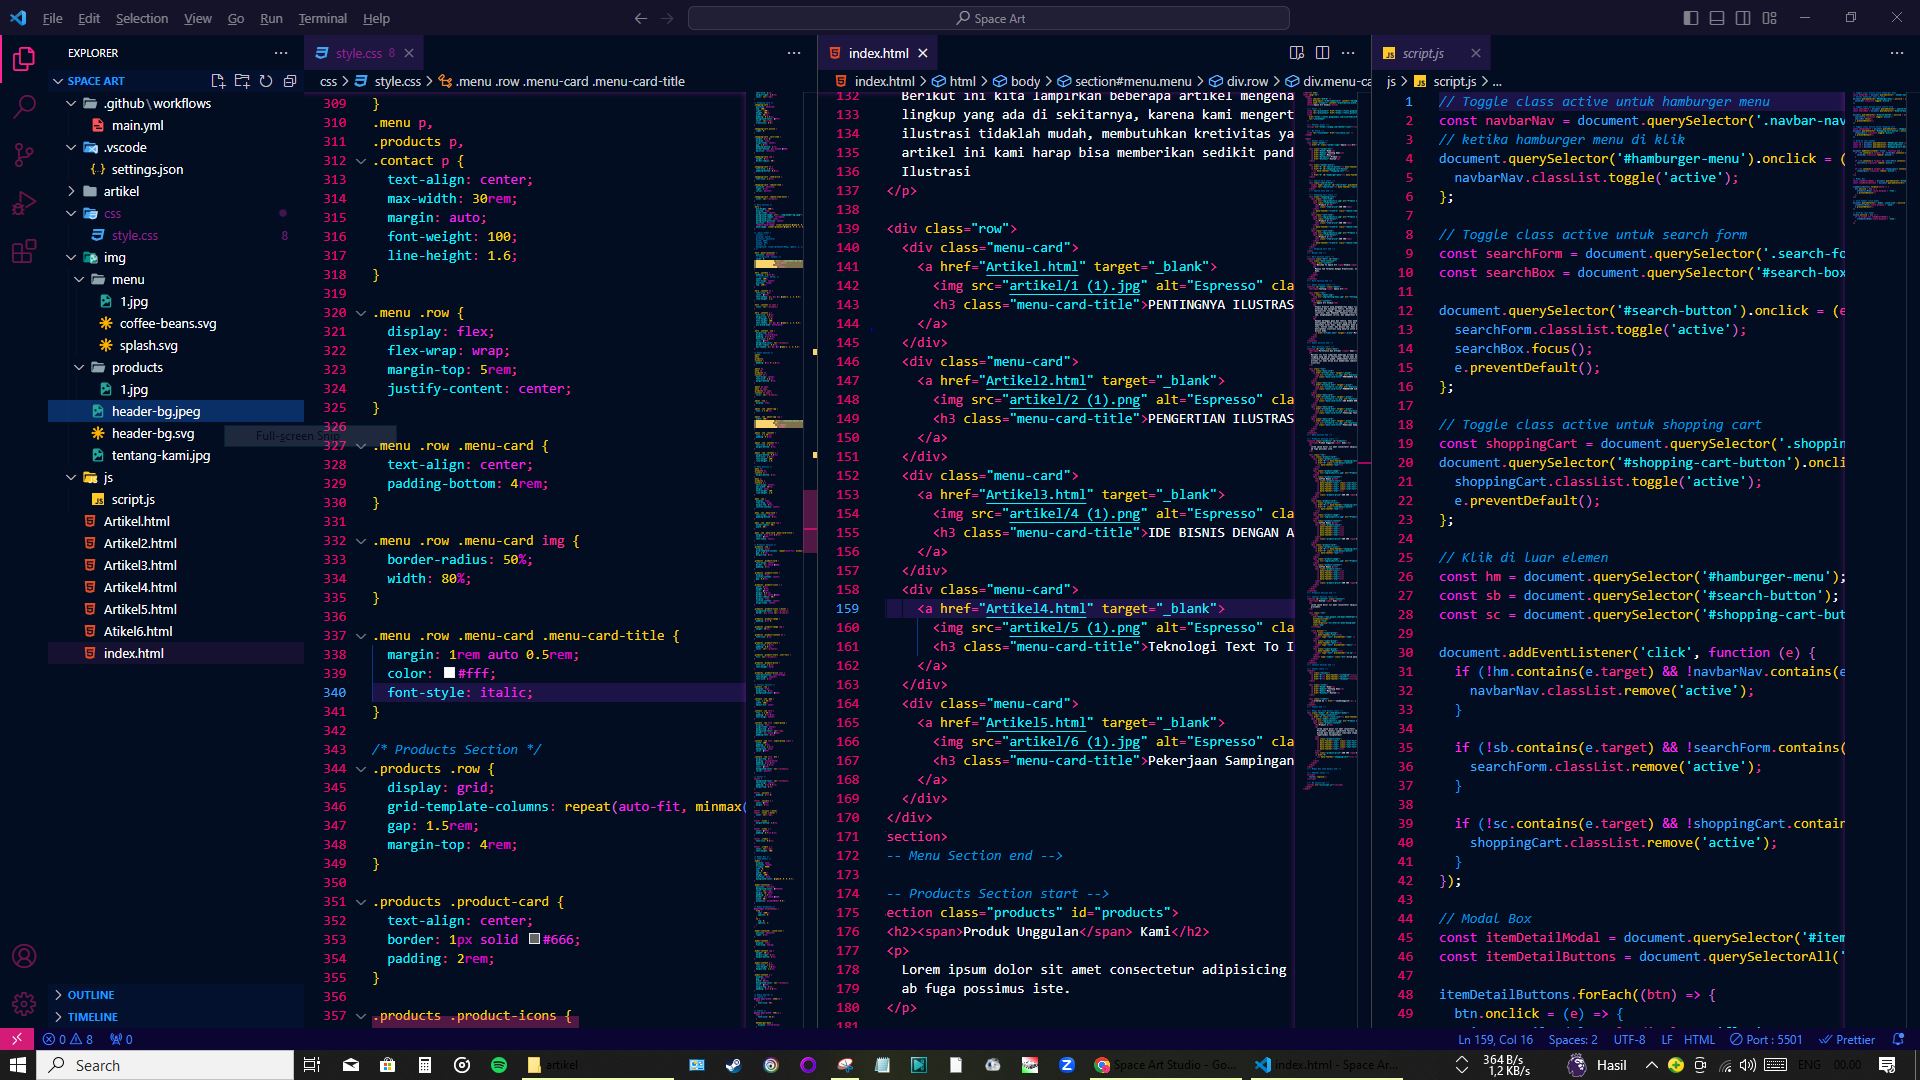 File Edit Selection View Go Run Terminal Help
Space Art
EXPLORER
SPACE ART
.github\workflows
main.yml
.vscode
settings.json
artikel
css
style.css 8
img
menu
1.jpg
coffee-beans.svg
splash.svg
products
1.jpg
header-bg.jpeg
header-bg.svg
Full-screen Snip
tentang-kami.jpg
js
script.js
Artikel.html
Artikel2.html
Artikel3.html
Artikel4.html
Artikel5.html
Atikel6.html
index.html
OUTLINE
TIMELINE
style.css 8
css > style.css > .menu .row .menu-card .menu-card-title
309 }
310 .menu p,
311 .products p,
312 .contact p {
313 text-align: center;
314 max-width: 30rem;
315 margin: auto;
316 font-weight: 100;
317 line-height: 1.6;
318 }
319
320 .menu .row {
321 display: flex;
322 flex-wrap: wrap;
323 margin-top: 5rem;
324 justify-content: center;
325 }
326
327 .menu .row .menu-card {
328 text-align: center;
329 padding-bottom: 4rem;
330 }
331
332 .menu .row .menu-card img {
333 border-radius: 50%;
334 width: 80%;
335 }
336
337 .menu .row .menu-card .menu-card-title {
338 margin: 1rem auto 0.5rem;
339 color: #fff;
340 font-style: italic;
341 }
342
343 /* Products Section */
344 .products .row {
345 display: grid;
346 grid-template-columns: repeat(auto-fit, minmax(
347 gap: 1.5rem;
348 margin-top: 4rem;
349 }
350
351 .products .product-card {
352 text-align: center;
353 border: 1px solid #666;
354 padding: 2rem;
355 }
356
357 .products .product-icons {
index.html
index.html > html > body > section#menu.menu > div.row > div.menu-ca
132 Berikut ini kita lampirkan beberapa artikel mengena
133 lingkup yang ada di sekitarnya, karena kami mengert
134 ilustrasi tidaklah mudah, membutuhkan kretivitas ya
135 artikel ini kami harap bisa memberikan sedikit pand
136 Ilustrasi
137 </p>
138
139 <div class="row">
140 <div class="menu-card">
141 <a href="Artikel.html" target="_blank">
142 <img src="artikel/1 (1).jpg" alt="Espresso" cla
143 <h3 class="menu-card-title">PENTINGNYA ILUSTRAS
144 </a>
145 </div>
146 <div class="menu-card">
147 <a href="Artikel2.html" target="_blank">
148 <img src="artikel/2 (1).png" alt="Espresso" cla
149 <h3 class="menu-card-title">PENGERTIAN ILUSTRAS
150 </a>
151 </div>
152 <div class="menu-card">
153 <a href="Artikel3.html" target="_blank">
154 <img src="artikel/4 (1).png" alt="Espresso" cla
155 <h3 class="menu-card-title">IDE BISNIS DENGAN A
156 </a>
157 </div>
158 <div class="menu-card">
159 <a href="Artikel4.html" target="_blank">
160 <img src="artikel/5 (1).png" alt="Espresso" cla
161 <h3 class="menu-card-title">Teknologi Text To I
162 </a>
163 </div>
164 <div class="menu-card">
165 <a href="Artikel5.html" target="_blank">
166 <img src="artikel/6 (1).jpg" alt="Espresso" cla
167 <h3 class="menu-card-title">Pekerjaan Sampingan
168 </a>
169 </div>
170 </div>
171 section>
172 -- Menu Section end -->
173
174 -- Products Section start -->
175 ection class="products" id="products">
176 <h2><span>Produk Unggulan</span> Kami</h2>
177 <p>
178 Lorem ipsum dolor sit amet consectetur adipisicing
179 ab fuga possimus iste.
180 </p>
181
script.js
js > script.js > ...
1 // Toggle class active untuk hamburger menu
2 const navbarNav = document.querySelector('.navbar-nav
3 // ketika hamburger menu di klik
4 document.querySelector('#hamburger-menu').onclick = (
5 navbarNav.classList.toggle('active');
6 };
7
8 // Toggle class active untuk search form
9 const searchForm = document.querySelector('.search-fo
10 const searchBox = document.querySelector('#search-box
11
12 document.querySelector('#search-button').onclick = (e
13 searchForm.classList.toggle('active');
14 searchBox.focus();
15 e.preventDefault();
16 };
17
18 // Toggle class active untuk shopping cart
19 const shoppingCart = document.querySelector('.shoppin
20 document.querySelector('#shopping-cart-button').oncli
21 shoppingCart.classList.toggle('active');
22 e.preventDefault();
23 };
24
25 // Klik di luar elemen
26 const hm = document.querySelector('#hamburger-menu');
27 const sb = document.querySelector('#search-button');
28 const sc = document.querySelector('#shopping-cart-but
29
30 document.addEventListener('click', function (e) {
31 if (!hm.contains(e.target) && !navbarNav.contains(e
32 navbarNav.classList.remove('active');
33 }
34
35 if (!sb.contains(e.target) && !searchForm.contains(
36 searchForm.classList.remove('active');
37 }
38
39 if (!sc.contains(e.target) && !shoppingCart.contain
40 shoppingCart.classList.remove('active');
41 }
42 });
43
44 // Modal Box
45 const itemDetailModal = document.querySelector('#item
46 const itemDetailButtons = document.querySelectorAll('
47
48 itemDetailButtons.forEach((btn) => {
49 btn.onclick = (e) => {
0 8 0
Ln 159, Col 16 Spaces: 2 UTF-8 LF HTML Port : 5501 Prettier
Search
artikel
Space Art Studio - Go...
index.html - Space Ar...
364 B/s
1,2 KB/s
Hasil
ENG
00.00